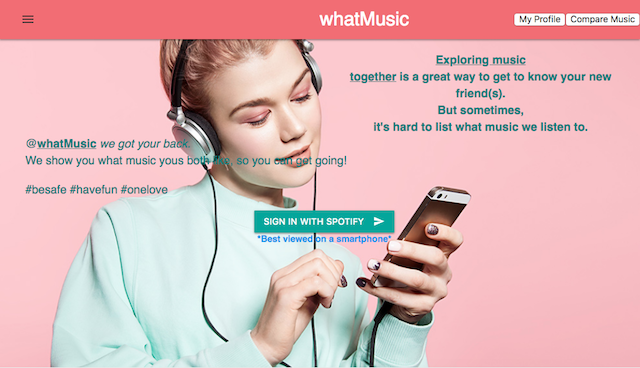 whatMusic
My Profile
Compare Music
Exploring music
together is a great way to get to know your new
friend(s).
But sometimes,
it's hard to list what music we listen to.
@whatMusic we got your back.
We show you what music yous both like, so you can get going!
#besafe #havefun #onelove
SIGN IN WITH SPOTIFY
*Best viewed on a smartphone*